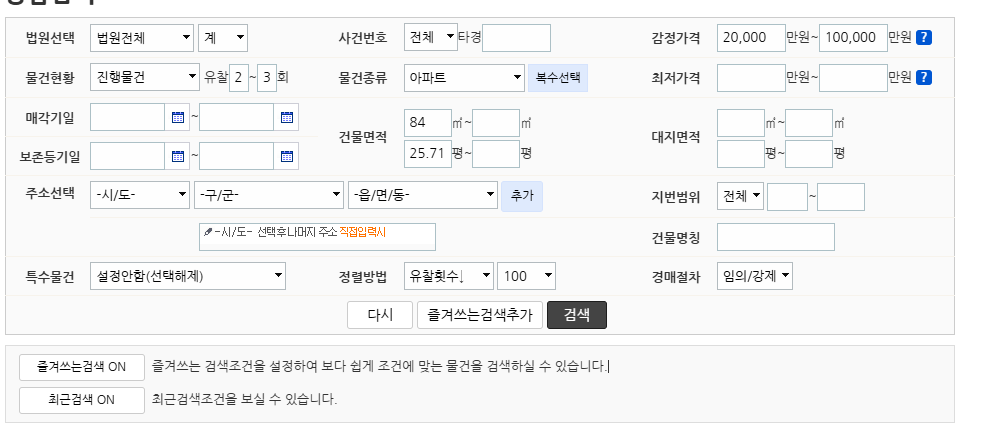 법원선택 법원전체 계 사건번호 전체 타경 감정가격 20,000 만원~ 100,000 만원 ?
물건현황 진행물건 유찰 2 ~ 3 회 물건종류 아파트 복수선택 최저가격 만원~ 만원 ?
매각기일 ~
건물면적 84 ㎡~ ㎡ 대지면적 ㎡~ ㎡
보존등기일 ~ 25.71 평~ 평 평~ 평
주소선택 -시/도- -구/군- -읍/면/동- 추가 지번범위 전체 ~
-시/도- 선택후나머지 주소 직접입력시 건물명칭
특수물건 설정안함(선택해제) 정렬방법 유찰횟수↓ 100 경매절차 임의/강제
다시 즐겨쓰는검색추가 검색
즐겨쓰는검색 ON 즐겨쓰는 검색조건을 설정하여 보다 쉽게 조건에 맞는 물건을 검색하실 수 있습니다.
최근검색 ON 최근검색조건을 보실 수 있습니다.